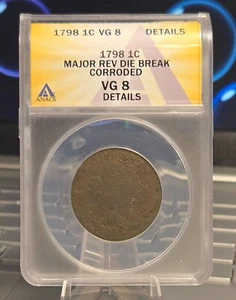 1798 1C VG 8 DETAILS
1798 1C
MAJOR REV DIE BREAK
CORRODED
VG 8
DETAILS
ANACS